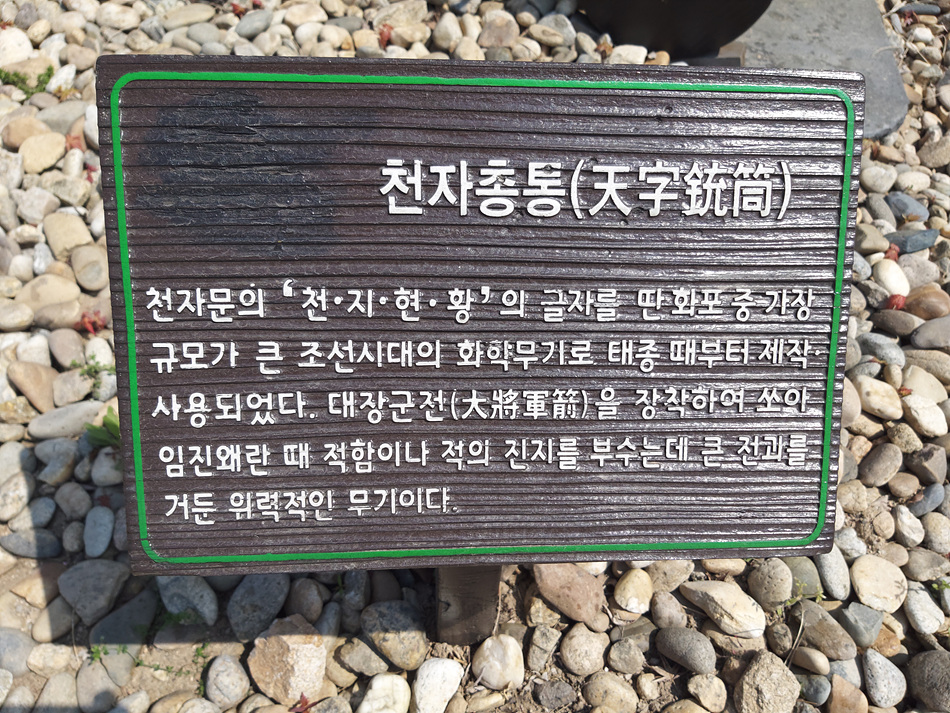 천자총통(天字銃筒)
천자문의 ‘천·지·현·황’의 글자를 딴 화포 중 가장
규모가 큰 조선시대의 화학무기로 태종 때부터 제작·
사용되었다. 대장군전(大將軍箭)을 장착하여 쏘아
임진왜란 때 적함이나 적의 진지를 부수는데 큰 전과를
거둔 위력적인 무기이다.